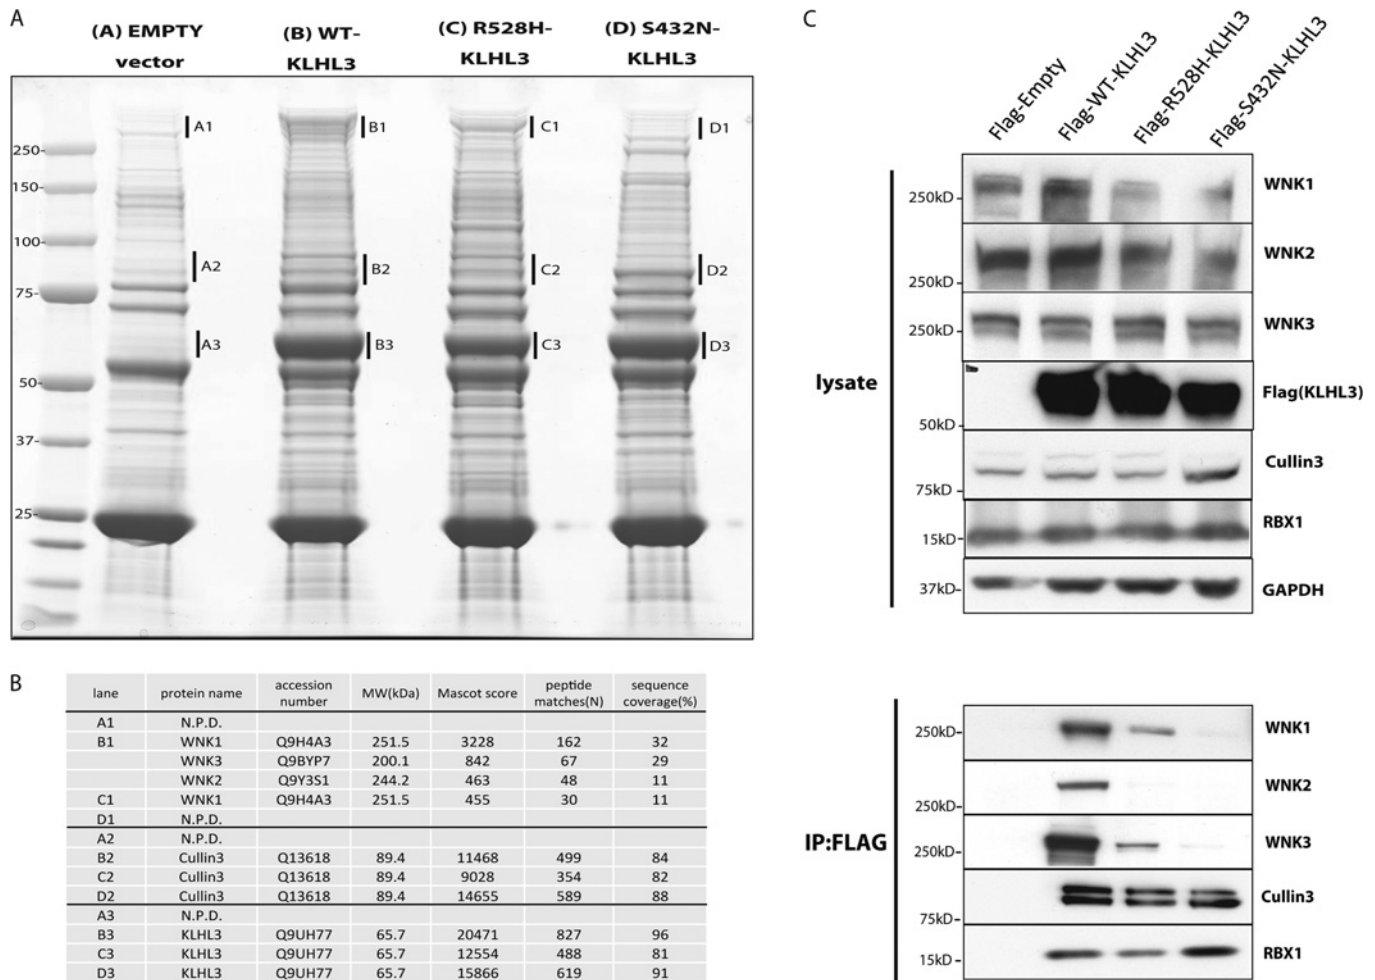 A
(A) EMPTY vector
(B) WT-KLHL3
(C) R528H-KLHL3
(D) S432N-KLHL3
250-
150-
100-
75-
50-
37-
25-
A1
B1
C1
D1
A2
B2
C2
D2
A3
B3
C3
D3
B
lane protein name accession number MW(kDa) Mascot score peptide matches(N) sequence coverage(%)
A1 N.P.D.
B1 WNK1 Q9H4A3 251.5 3228 162 32
WNK3 Q9BYP7 200.1 842 67 29
WNK2 Q9Y3S1 244.2 463 48 11
C1 WNK1 Q9H4A3 251.5 455 30 11
D1 N.P.D.
A2 N.P.D.
B2 Cullin3 Q13618 89.4 11468 499 84
C2 Cullin3 Q13618 89.4 9028 354 82
D2 Cullin3 Q13618 89.4 14655 589 88
A3 N.P.D.
B3 KLHL3 Q9UH77 65.7 20471 827 96
C3 KLHL3 Q9UH77 65.7 12554 488 81
D3 KLHL3 Q9UH77 65.7 15866 619 91
C
Flag-Empty
Flag-WT-KLHL3
Flag-R528H-KLHL3
Flag-S432N-KLHL3
lysate
250kD- WNK1
250kD- WNK2
250kD- WNK3
50kD- Flag(KLHL3)
75kD- Cullin3
15kD- RBX1
37kD- GAPDH
IP:FLAG
250kD- WNK1
250kD- WNK2
250kD- WNK3
75kD- Cullin3
15kD- RBX1